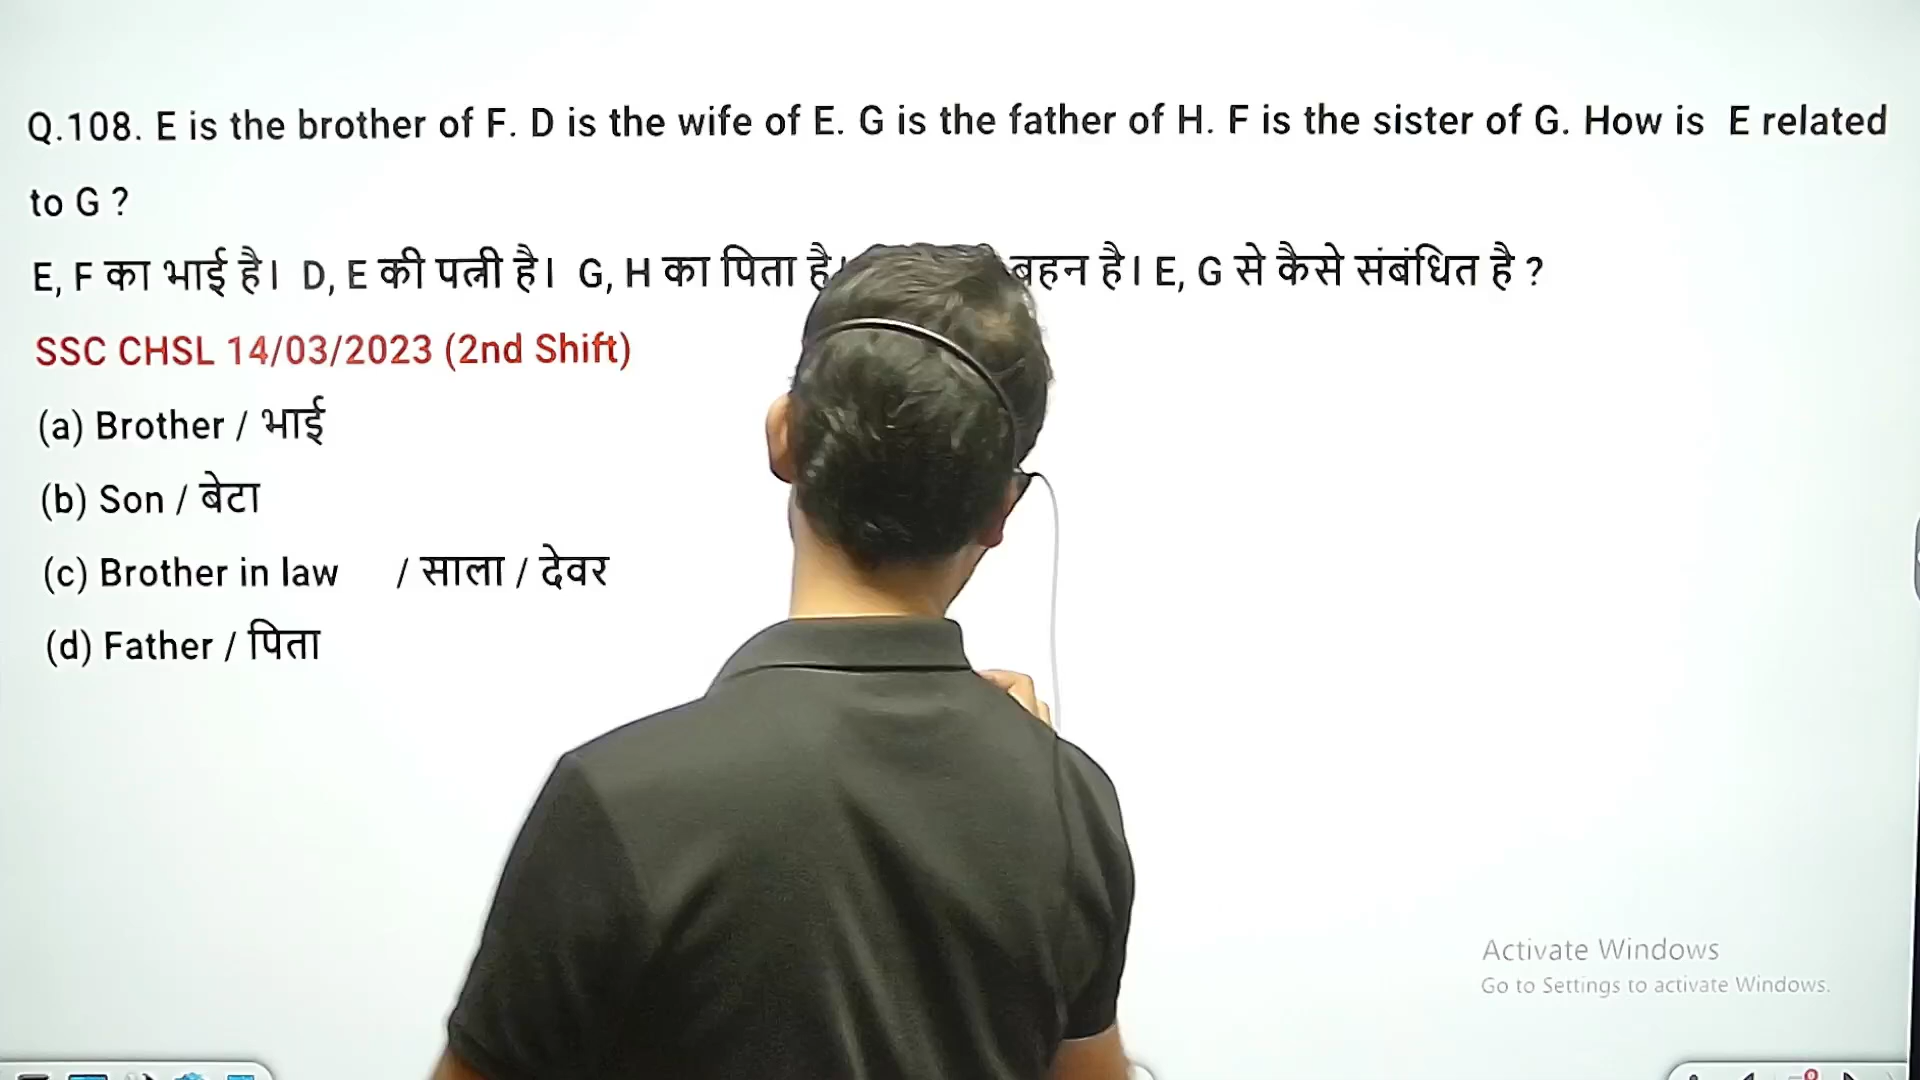 Q.108. E is the brother of F. D is the wife of E. G is the father of H. F is the sister of G. How is E related
to G ?
E, F का भाई है। D, E की पत्नी है। G, H का पिता है। बहन है। E, G से कैसे संबंधित है ?
SSC CHSL 14/03/2023 (2nd Shift)
(a) Brother / भाई
(b) Son / बेटा
(c) Brother in law / साला / देवर
(d) Father / पिता
Activate Windows
Go to Settings to activate Windows.